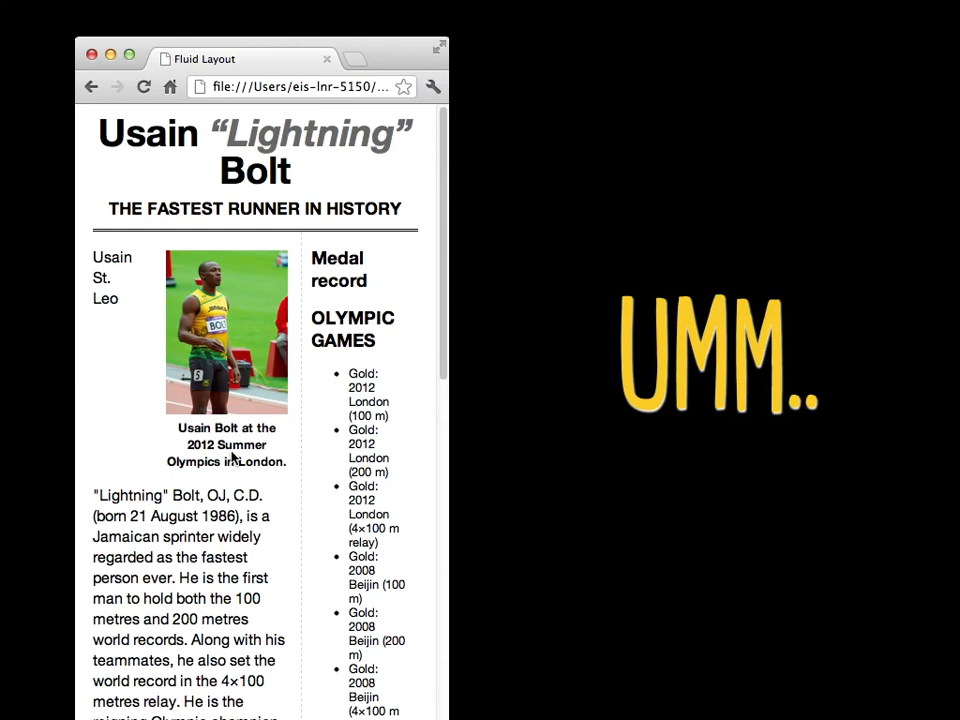 Fluid Layout
file:///Users/eis-lnr-5150/...
Usain “Lightning”
Bolt
THE FASTEST RUNNER IN HISTORY
Usain
St.
Leo
BOLT
5
Usain Bolt at the
2012 Summer
Olympics in London.
"Lightning" Bolt, OJ, C.D.
(born 21 August 1986), is a
Jamaican sprinter widely
regarded as the fastest
person ever. He is the first
man to hold both the 100
metres and 200 metres
world records. Along with his
teammates, he also set the
world record in the 4×100
metres relay. He is the
reigning Olympic champion
Medal
record
OLYMPIC
GAMES
• Gold:
2012
London
(100 m)
• Gold:
2012
London
(200 m)
• Gold:
2012
London
(4×100 m
relay)
• Gold:
2008
Beijin (100
m)
• Gold:
2008
Beijin (200
m)
• Gold:
2008
Beijin
(4×100 m
UMM..